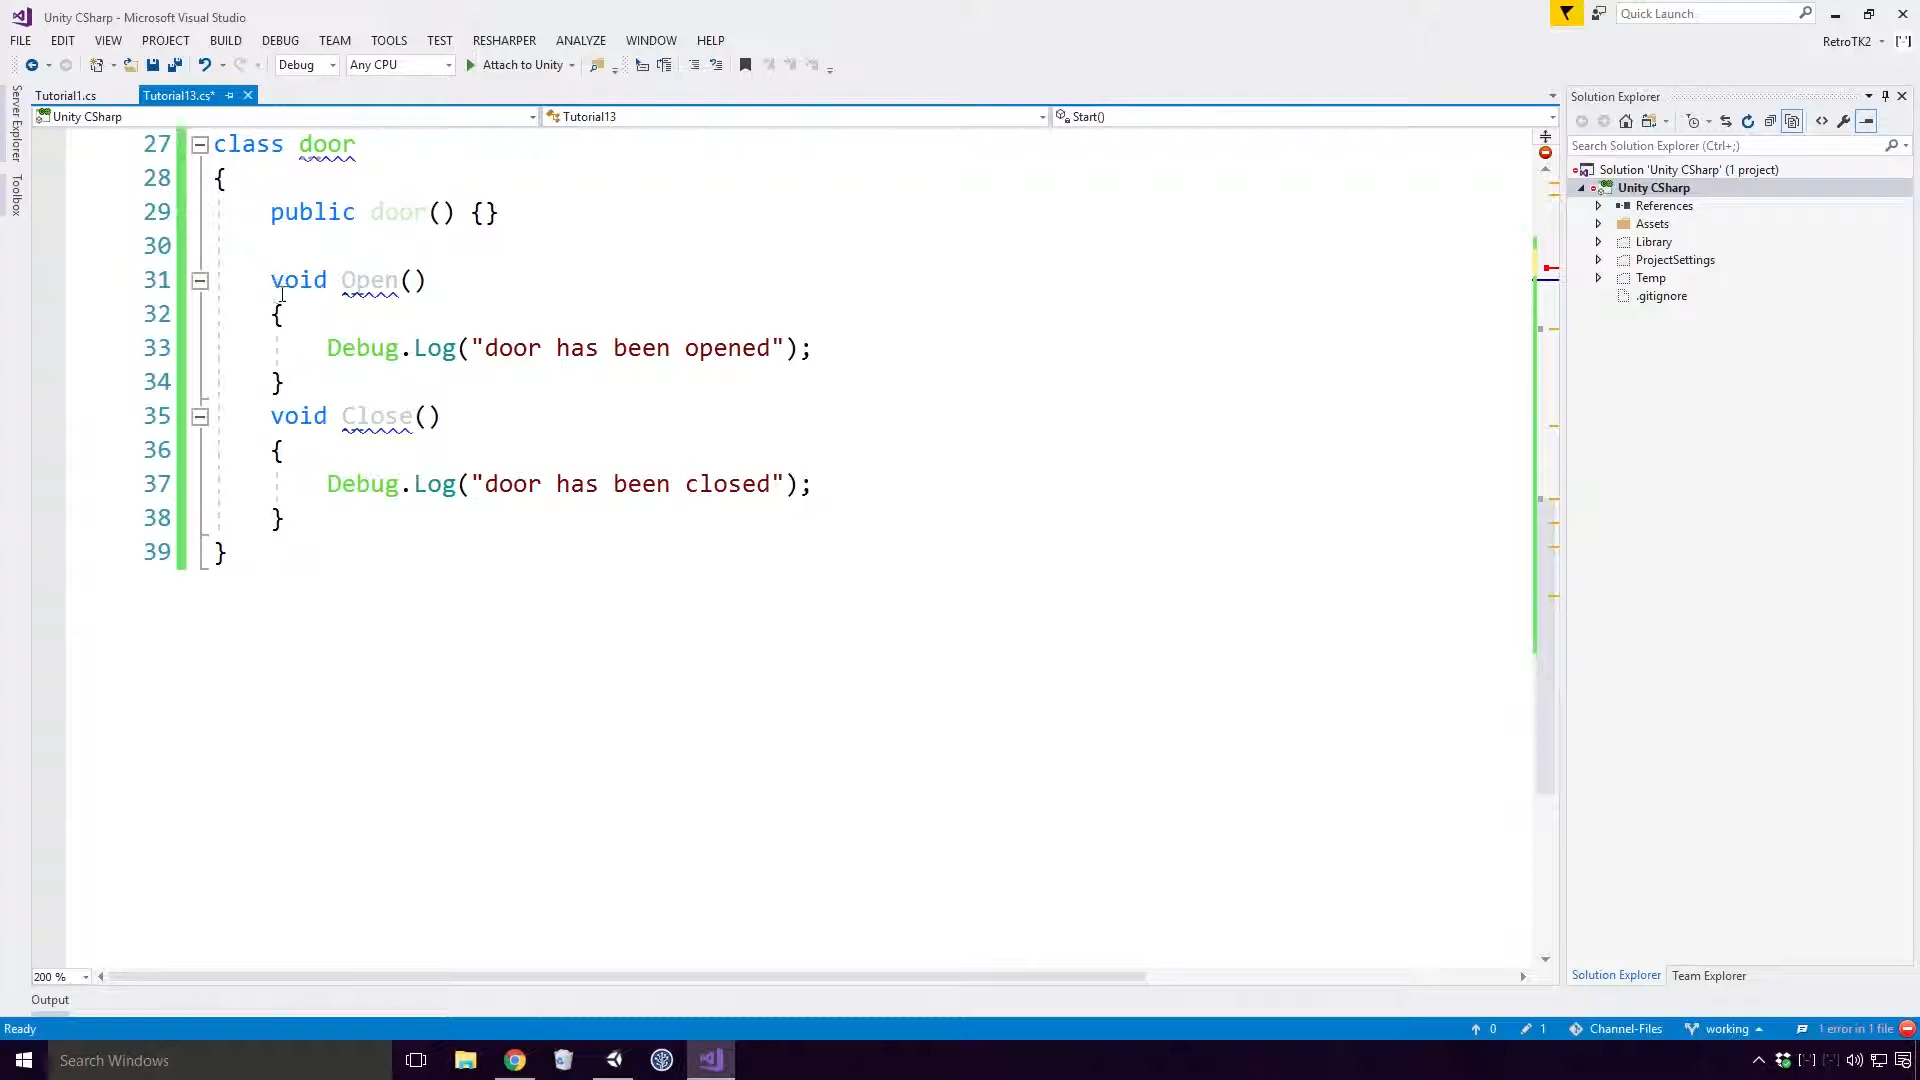 Unity CSharp - Microsoft Visual Studio
Quick Launch
FILE EDIT VIEW PROJECT BUILD DEBUG TEAM TOOLS TEST RESHARPER ANALYZE WINDOW HELP
RetroTK2
Debug Any CPU Attach to Unity
Server Explorer
Toolbox
Tutorial1.cs Tutorial13.cs*
Unity CSharp Tutorial13 Start()
27 class door
28 {
29 public door() {}
30
31 void Open()
32 {
33 Debug.Log("door has been opened");
34 }
35 void Close()
36 {
37 Debug.Log("door has been closed");
38 }
39 }
Solution Explorer
Search Solution Explorer (Ctrl+;)
Solution 'Unity CSharp' (1 project)
Unity CSharp
References
Assets
Library
ProjectSettings
Temp
.gitignore
200 %
Solution Explorer Team Explorer
Output
Ready
0 1 Channel-Files working 1 error in 1 file
Search Windows